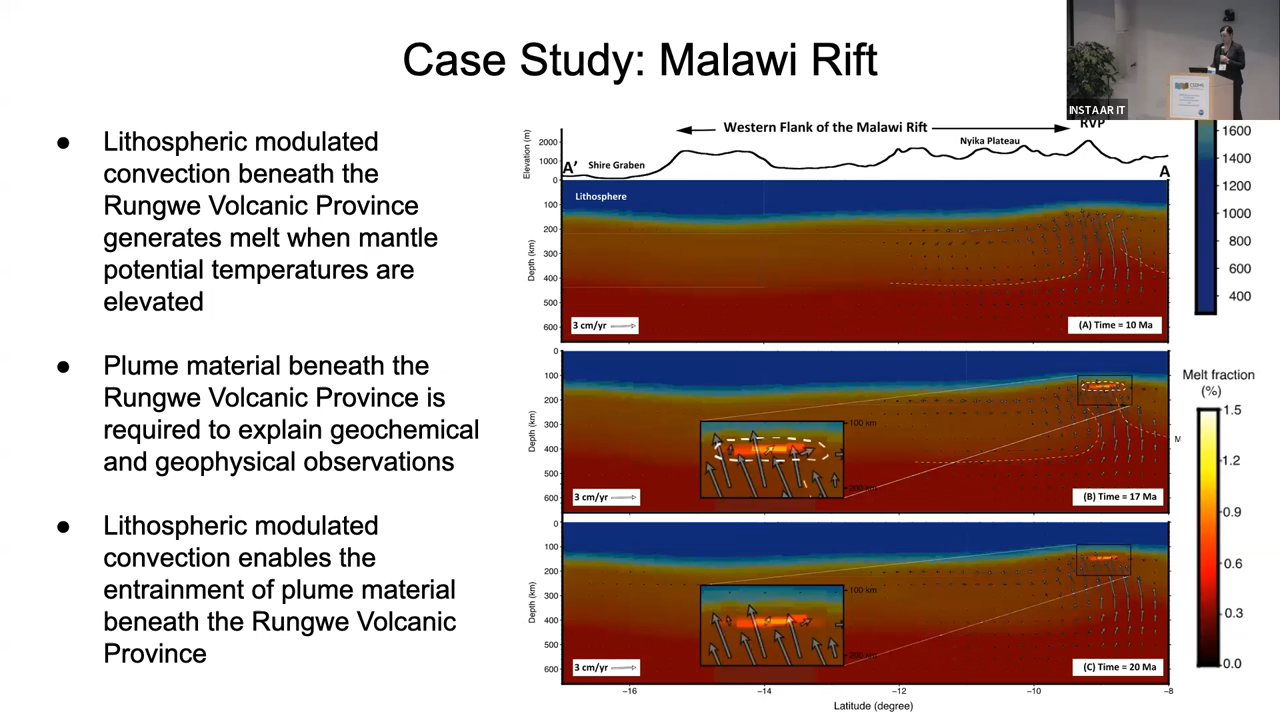 Case Study: Malawi Rift
INSTAAR IT
● Lithospheric modulated
convection beneath the
Rungwe Volcanic Province
generates melt when mantle
potential temperatures are
elevated
● Plume material beneath the
Rungwe Volcanic Province is
required to explain geochemical
and geophysical observations
● Lithospheric modulated
convection enables the
entrainment of plume material
beneath the Rungwe Volcanic
Province
Western Flank of the Malawi Rift
RVP
Nyika Plateau
Shire Graben
A'
A
Elevation (m)
2000
1000
0
Lithosphere
Depth (km)
100
200
300
400
500
600
3 cm/yr
(A) Time = 10 Ma
1600
1400
1200
1000
800
600
400
Depth (km)
0
100
200
300
400
500
600
100 km
200 km
3 cm/yr
(B) Time = 17 Ma
M
Depth (km)
0
100
200
300
400
500
600
100 km
200 km
3 cm/yr
(C) Time = 20 Ma
−16
−14
−12
−10
−8
Latitude (degree)
Melt fraction
(%)
1.5
1.2
0.9
0.6
0.3
0.0